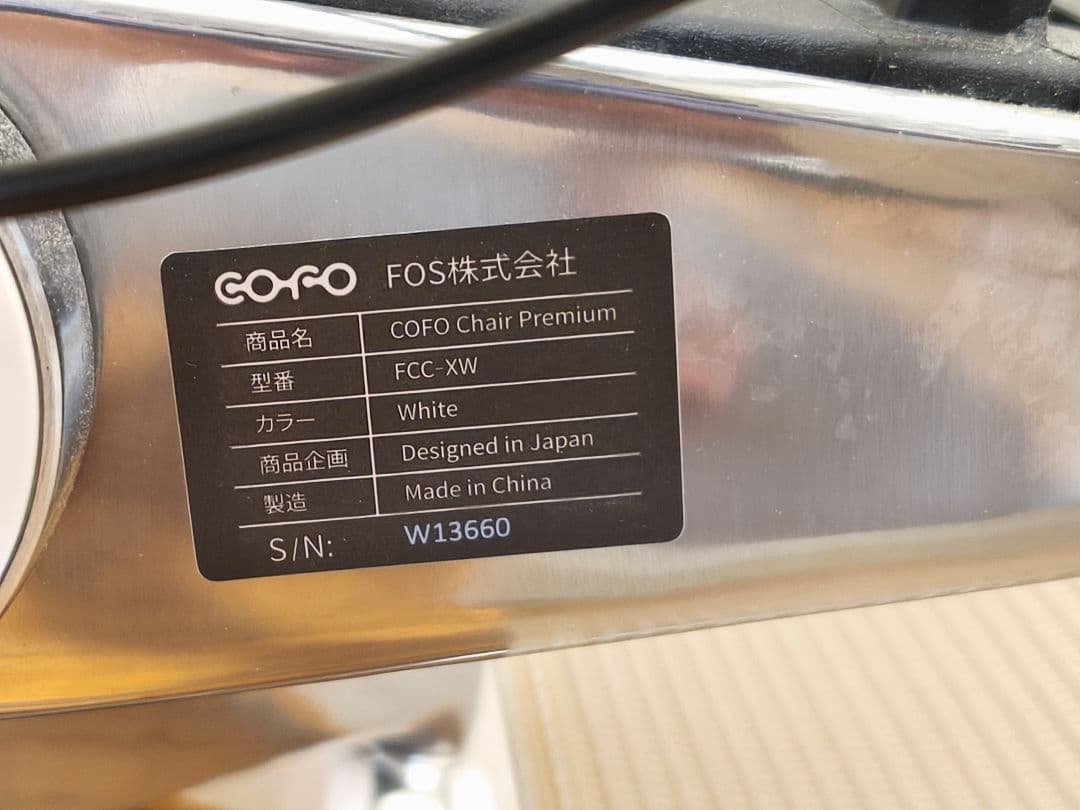 COFO FOS株式会社
商品名 COFO Chair Premium
型番 FCC-XW
カラー White
商品企画 Designed in Japan
製造 Made in China
S/N: W13660